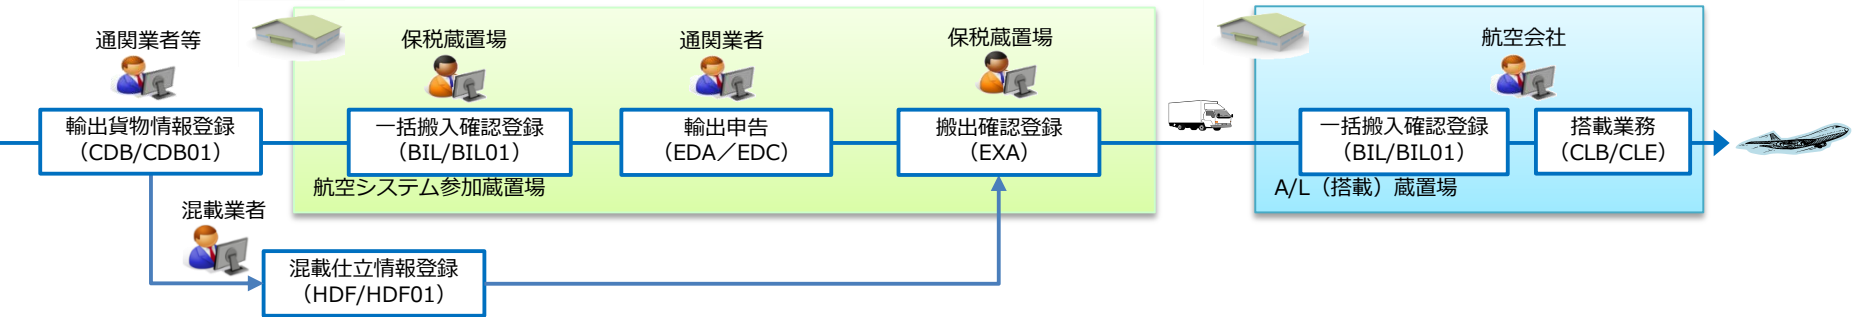 通関業者等
輸出貨物情報登録
（CDB/CDB01）
保税蔵置場
一括搬入確認登録
（BIL/BIL01）
通関業者
輸出申告
（EDA／EDC）
保税蔵置場
搬出確認登録
（EXA）
航空システム参加蔵置場
航空会社
一括搬入確認登録
（BIL/BIL01）
搭載業務
（CLB/CLE）
A/L（搭載）蔵置場
混載業者
混載仕立情報登録
（HDF/HDF01）